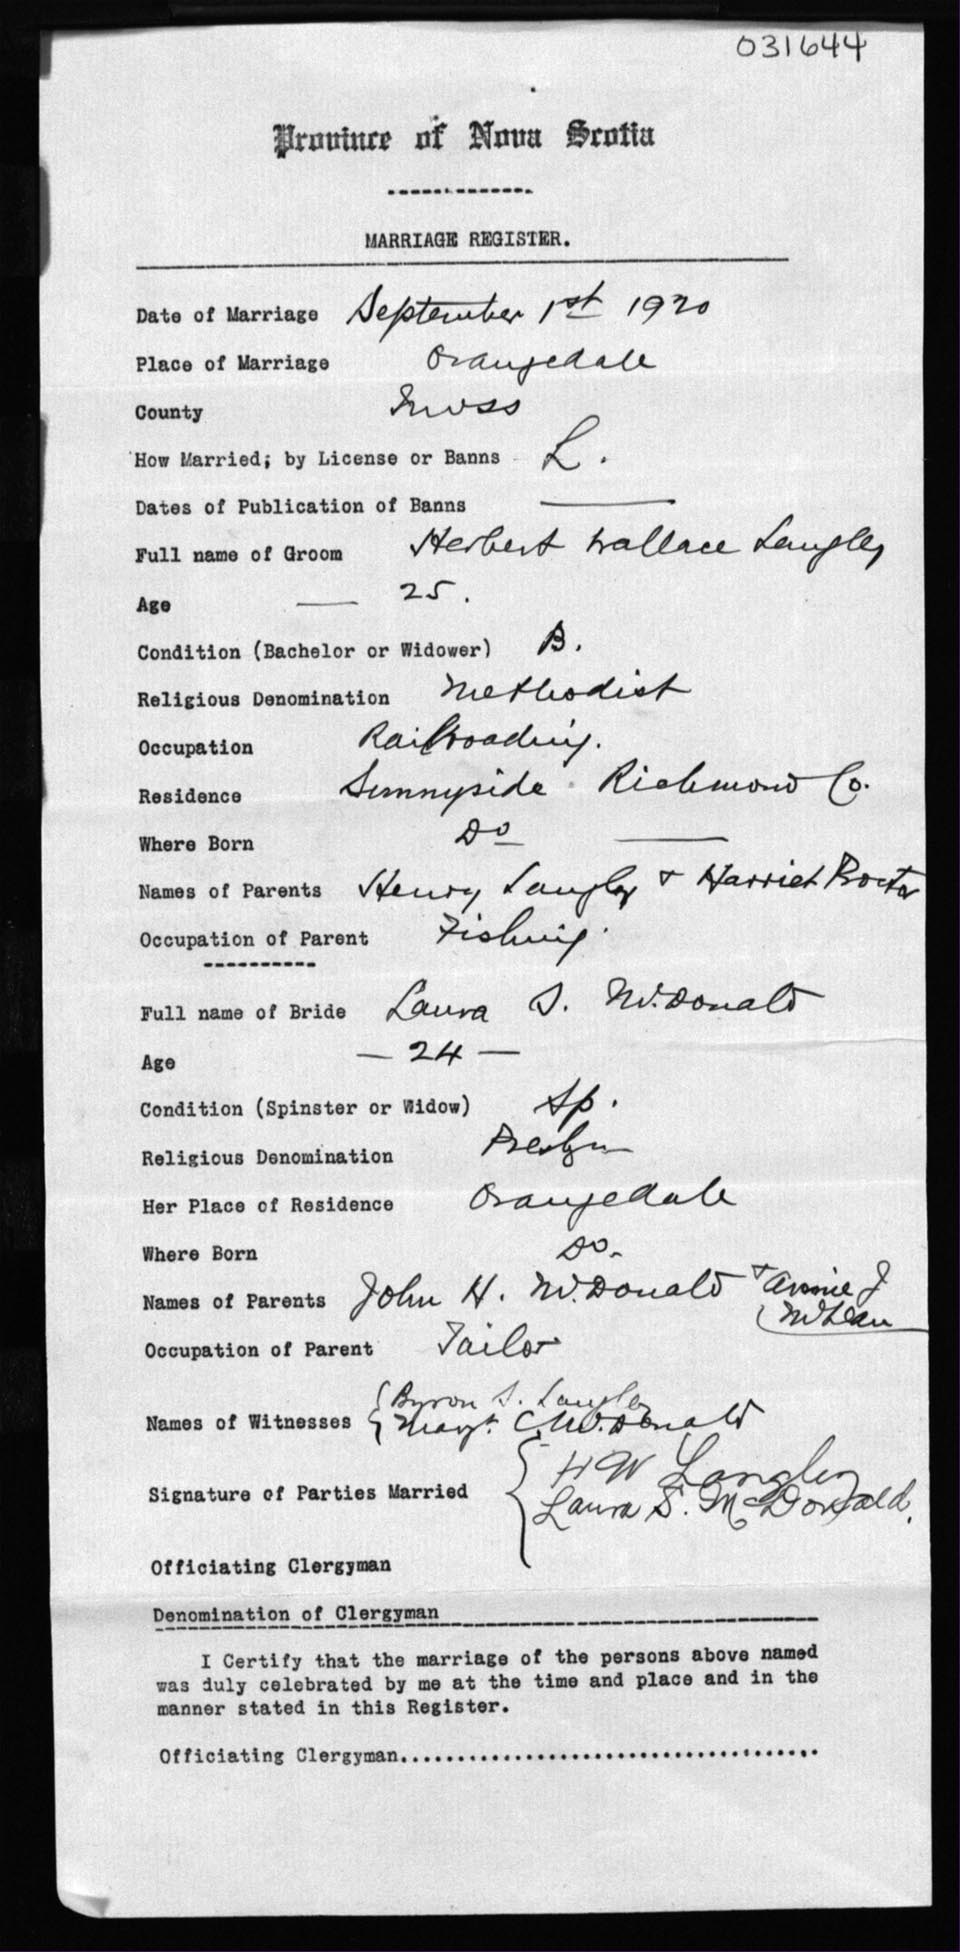 031644
Province of Nova Scotia
MARRIAGE REGISTER.
Date of Marriage September 1st 1920
Place of Marriage Orangedale
County Invss
How Married; by License or Banns L.
Dates of Publication of Banns
Full name of Groom Herbert Wallace Langley
Age 25.
Condition (Bachelor or Widower) B.
Religious Denomination Methodist
Occupation Railroading.
Residence Sunnyside Richmond Co.
Where Born Do
Names of Parents Henry Langley + Harriet Proctor
Occupation of Parent Fishing
Full name of Bride Laura S. McDonald
Age — 24 —
Condition (Spinster or Widow) Sp.
Religious Denomination Presbyn
Her Place of Residence Orangedale
Where Born Do.
Names of Parents John H. McDonald + Annie J
McLean
Occupation of Parent Tailor
Byron S. Langley
Names of Witnesses Margt. C. McDonald
H W Langley
Signature of Parties Married Laura S. McDonald.
Officiating Clergyman
Denomination of Clergyman
I Certify that the marriage of the persons above named
was duly celebrated by me at the time and place and in the
manner stated in this Register.
Officiating Clergyman